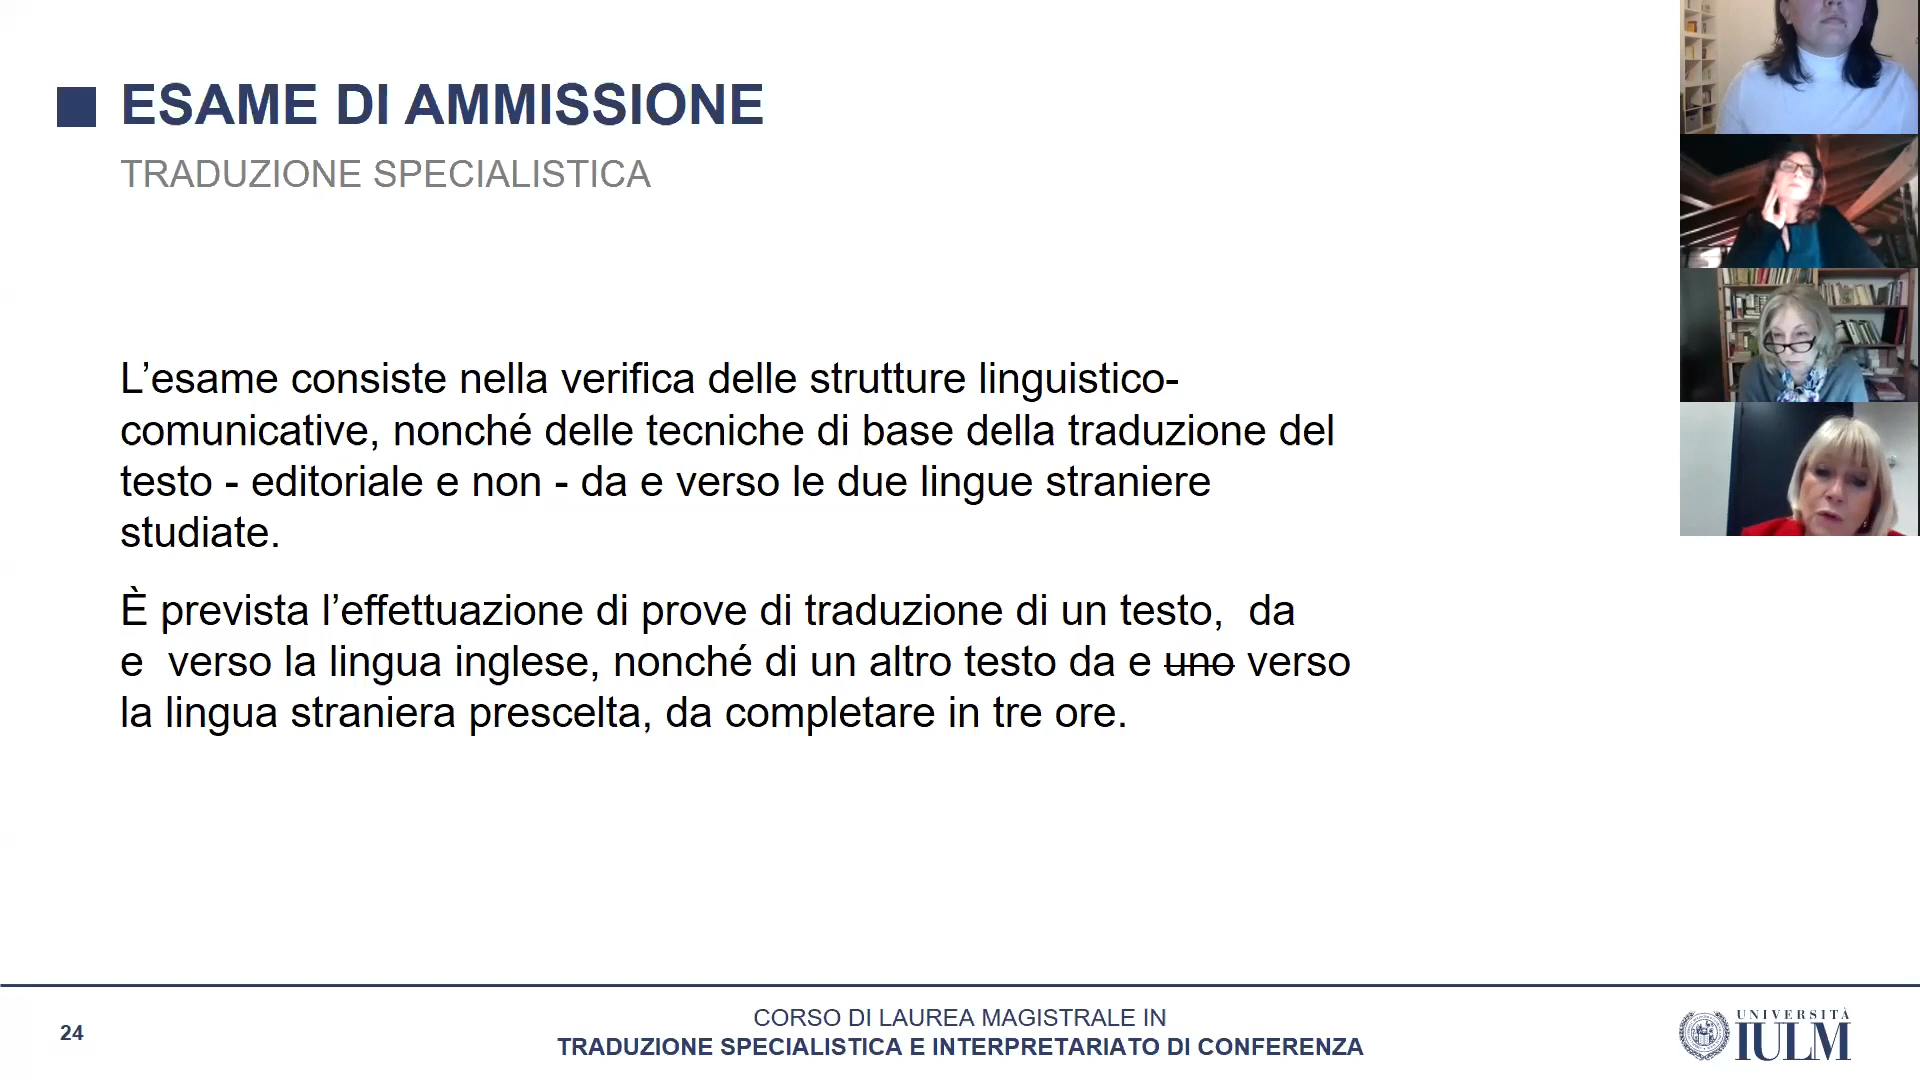 ESAME DI AMMISSIONE
TRADUZIONE SPECIALISTICA
L’esame consiste nella verifica delle strutture linguistico-
comunicative, nonché delle tecniche di base della traduzione del
testo - editoriale e non - da e verso le due lingue straniere
studiate.
È prevista l’effettuazione di prove di traduzione di un testo,  da
e  verso la lingua inglese, nonché di un altro testo da e uno verso
la lingua straniera prescelta, da completare in tre ore.
24
CORSO DI LAUREA MAGISTRALE IN
TRADUZIONE SPECIALISTICA E INTERPRETARIATO DI CONFERENZA
UNIVERSITÀ
IULM